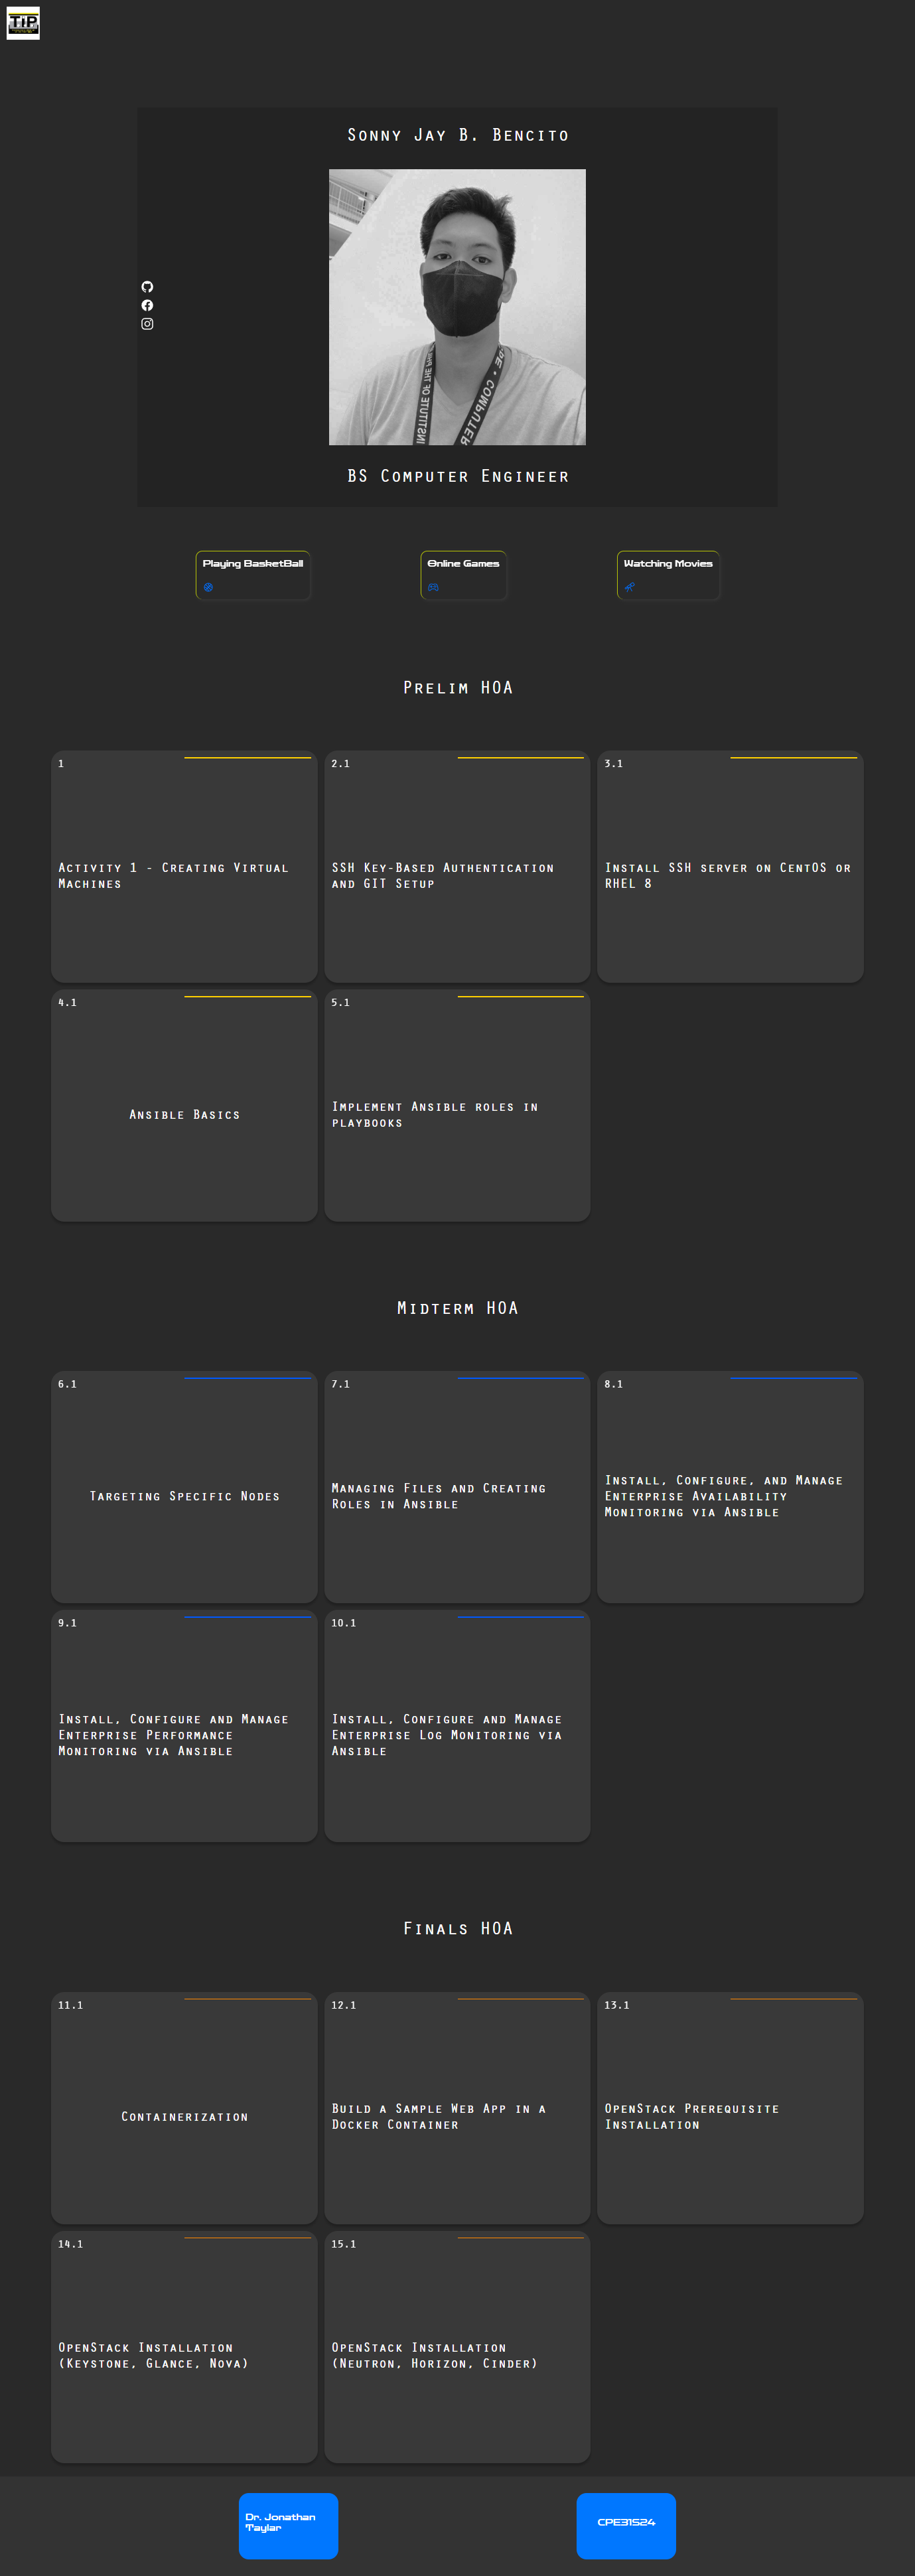 TIP
Sonny Jay B. Bencito
INSTITUTE OF THE PHI
DE • COMPUTER
BS Computer Engineer
Playing BasketBall
Online Games
Watching Movies
Prelim HOA
1
Activity 1 - Creating Virtual
Machines
2.1
SSH Key-Based Authentication
and GIT Setup
3.1
Install SSH server on CentOS or
RHEL 8
4.1
Ansible Basics
5.1
Implement Ansible roles in
playbooks
Midterm HOA
6.1
Targeting Specific Nodes
7.1
Managing Files and Creating
Roles in Ansible
8.1
Install, Configure, and Manage
Enterprise Availability
Monitoring via Ansible
9.1
Install, Configure and Manage
Enterprise Performance
Monitoring via Ansible
10.1
Install, Configure and Manage
Enterprise Log Monitoring via
Ansible
Finals HOA
11.1
Containerization
12.1
Build a Sample Web App in a
Docker Container
13.1
OpenStack Prerequisite
Installation
14.1
OpenStack Installation
(Keystone, Glance, Nova)
15.1
OpenStack Installation
(Neutron, Horizon, Cinder)
Dr. Jonathan
Taylar
CPE31S24